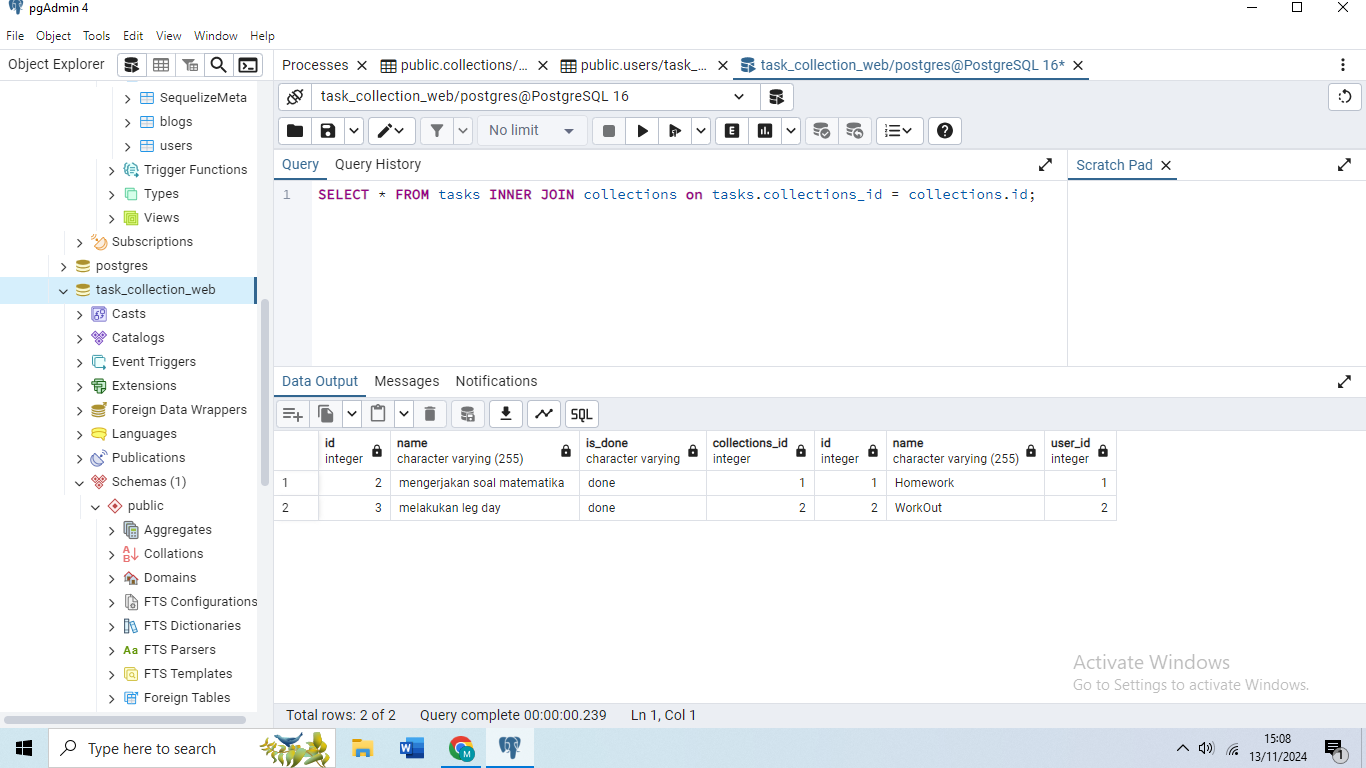 pgAdmin 4
File Object Tools Edit View Window Help
Object Explorer
Processes public.collections/... public.users/task_... task_collection_web/postgres@PostgreSQL 16*
task_collection_web/postgres@PostgreSQL 16
No limit
E
Query Query History
Scratch Pad
1 SELECT * FROM tasks INNER JOIN collections on tasks.collections_id = collections.id;
SequelizeMeta
blogs
users
Trigger Functions
Types
Views
Subscriptions
postgres
task_collection_web
Casts
Catalogs
Event Triggers
Extensions
Foreign Data Wrappers
Languages
Publications
Schemas (1)
public
Aggregates
Collations
Domains
FTS Configurations
FTS Dictionaries
Aa FTS Parsers
FTS Templates
Foreign Tables
Data Output Messages Notifications
SQL
id name is_done collections_id id name user_id
integer character varying (255) character varying integer integer character varying (255) integer
1 2 mengerjakan soal matematika done 1 1 Homework 1
2 3 melakukan leg day done 2 2 WorkOut 2
Activate Windows
Go to Settings to activate Windows.
Total rows: 2 of 2 Query complete 00:00:00.239 Ln 1, Col 1
Type here to search
15:08
13/11/2024
1